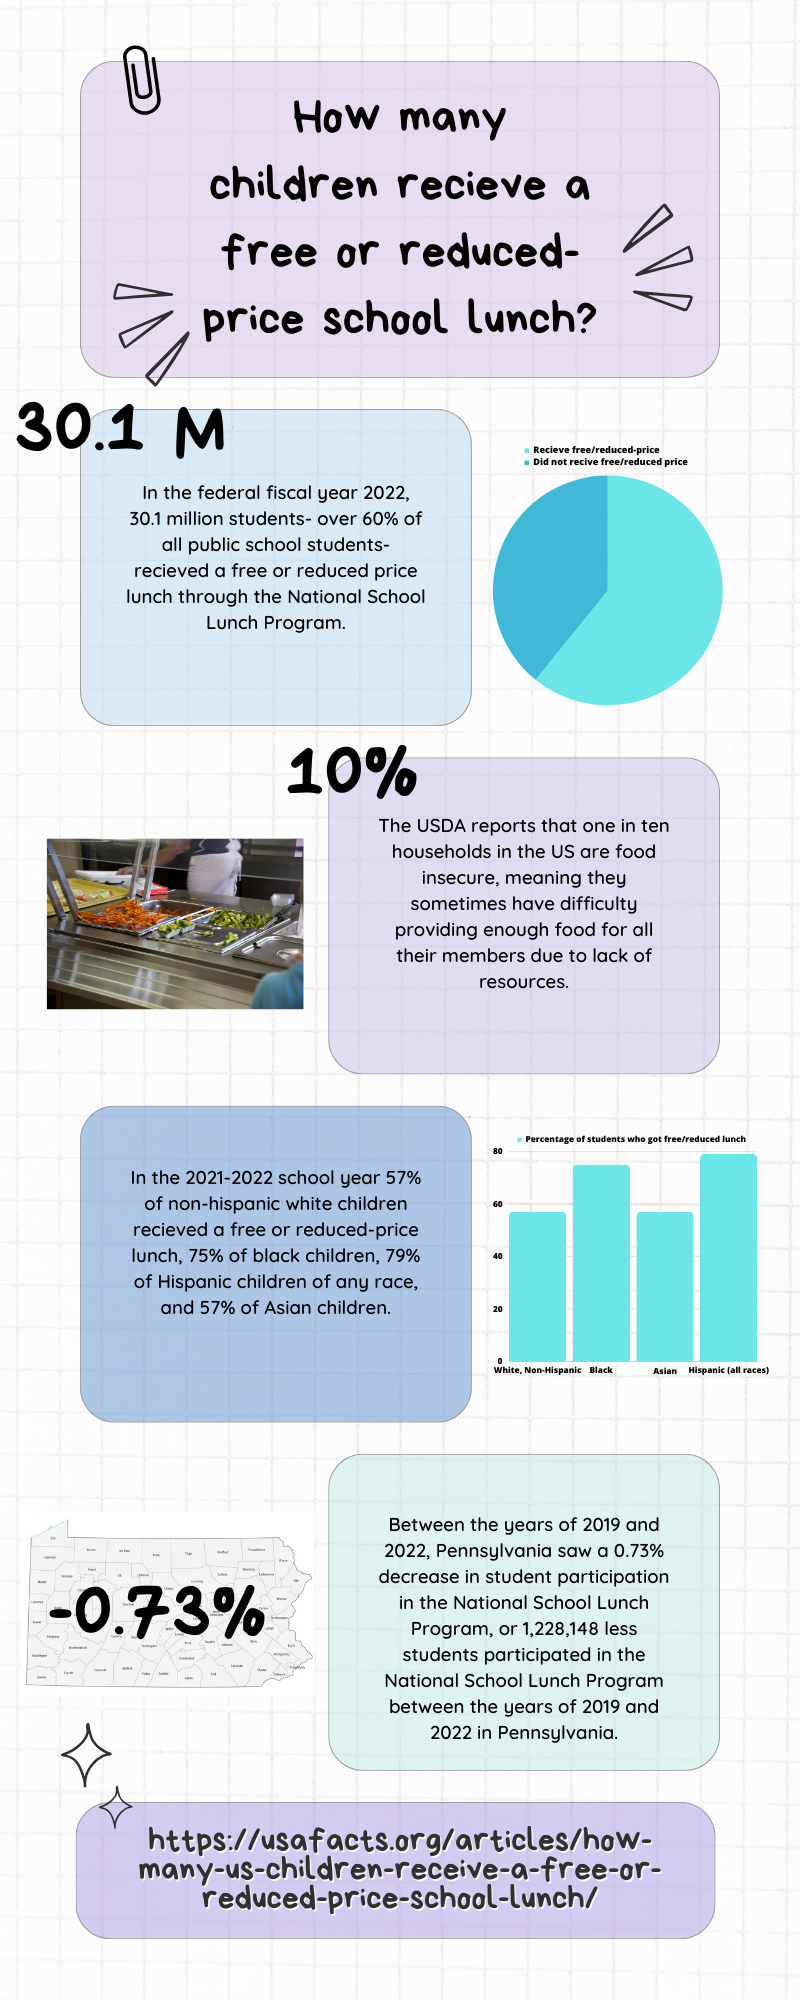 How many
children recieve a
free or reduced-
price school lunch?
30.1 M
In the federal fiscal year 2022,
30.1 million students- over 60% of
all public school students-
recieved a free or reduced price
lunch through the National School
Lunch Program.
Recieve free/reduced-price
Did not recive free/reduced price
10%
The USDA reports that one in ten
households in the US are food
insecure, meaning they
sometimes have difficulty
providing enough food for all
their members due to lack of
resources.
In the 2021-2022 school year 57%
of non-hispanic white children
recieved a free or reduced-price
lunch, 75% of black children, 79%
of Hispanic children of any race,
and 57% of Asian children.
Percentage of students who got free/reduced lunch
80
60
40
20
0
White, Non-Hispanic Black Asian Hispanic (all races)
-0.73%
Between the years of 2019 and
2022, Pennsylvania saw a 0.73%
decrease in student participation
in the National School Lunch
Program, or 1,228,148 less
students participated in the
National School Lunch Program
between the years of 2019 and
2022 in Pennsylvania.
https://usafacts.org/articles/how-
many-us-children-receive-a-free-or-
reduced-price-school-lunch/